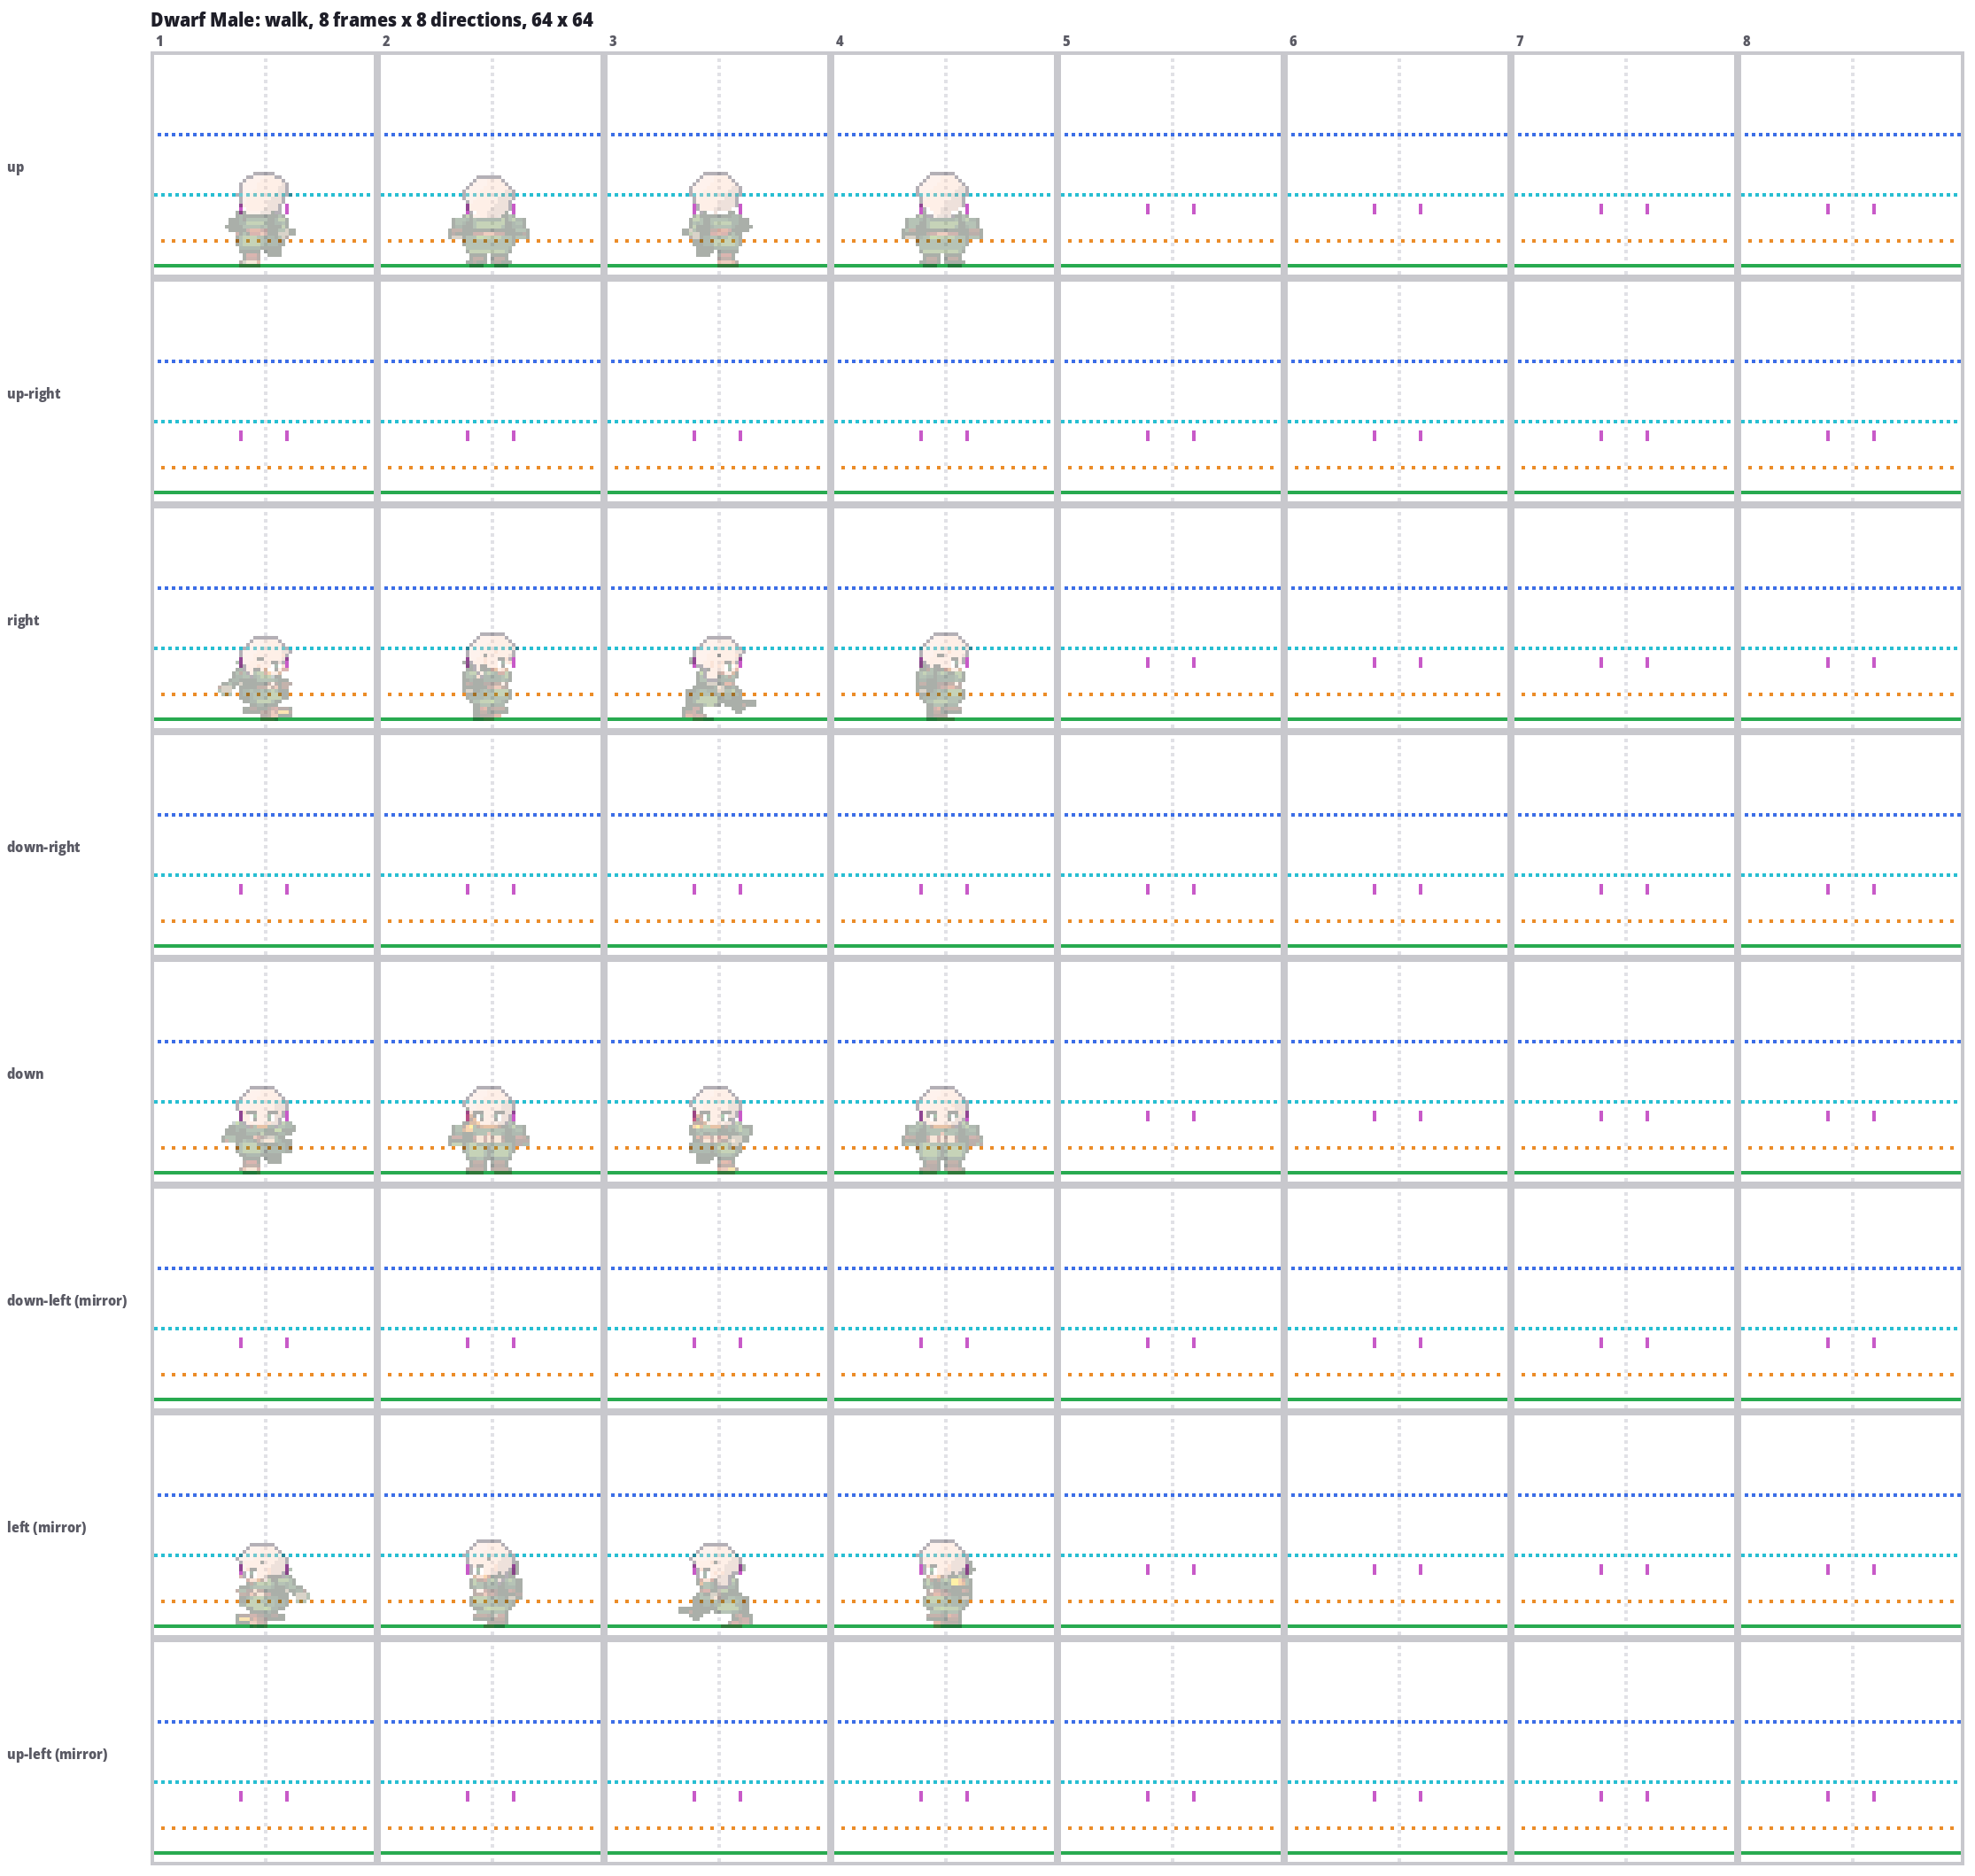 Dwarf Male: walk, 8 frames x 8 directions, 64 x 64
1 2 3 4 5 6 7 8
up
up-right
right
down-right
down
down-left (mirror)
left (mirror)
up-left (mirror)